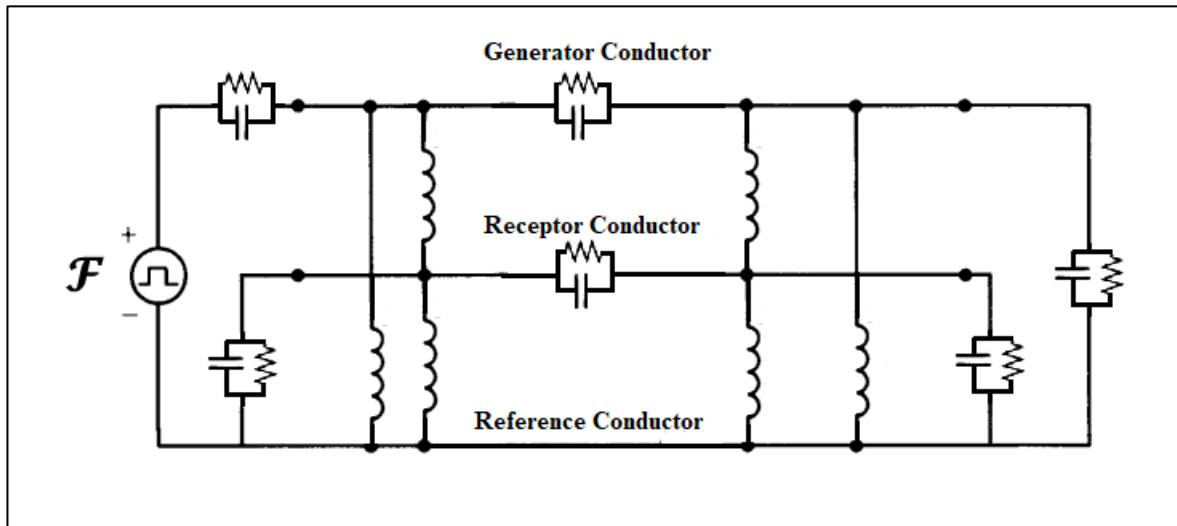 Generator Conductor
Receptor Conductor
+
ℱ
−
Reference Conductor